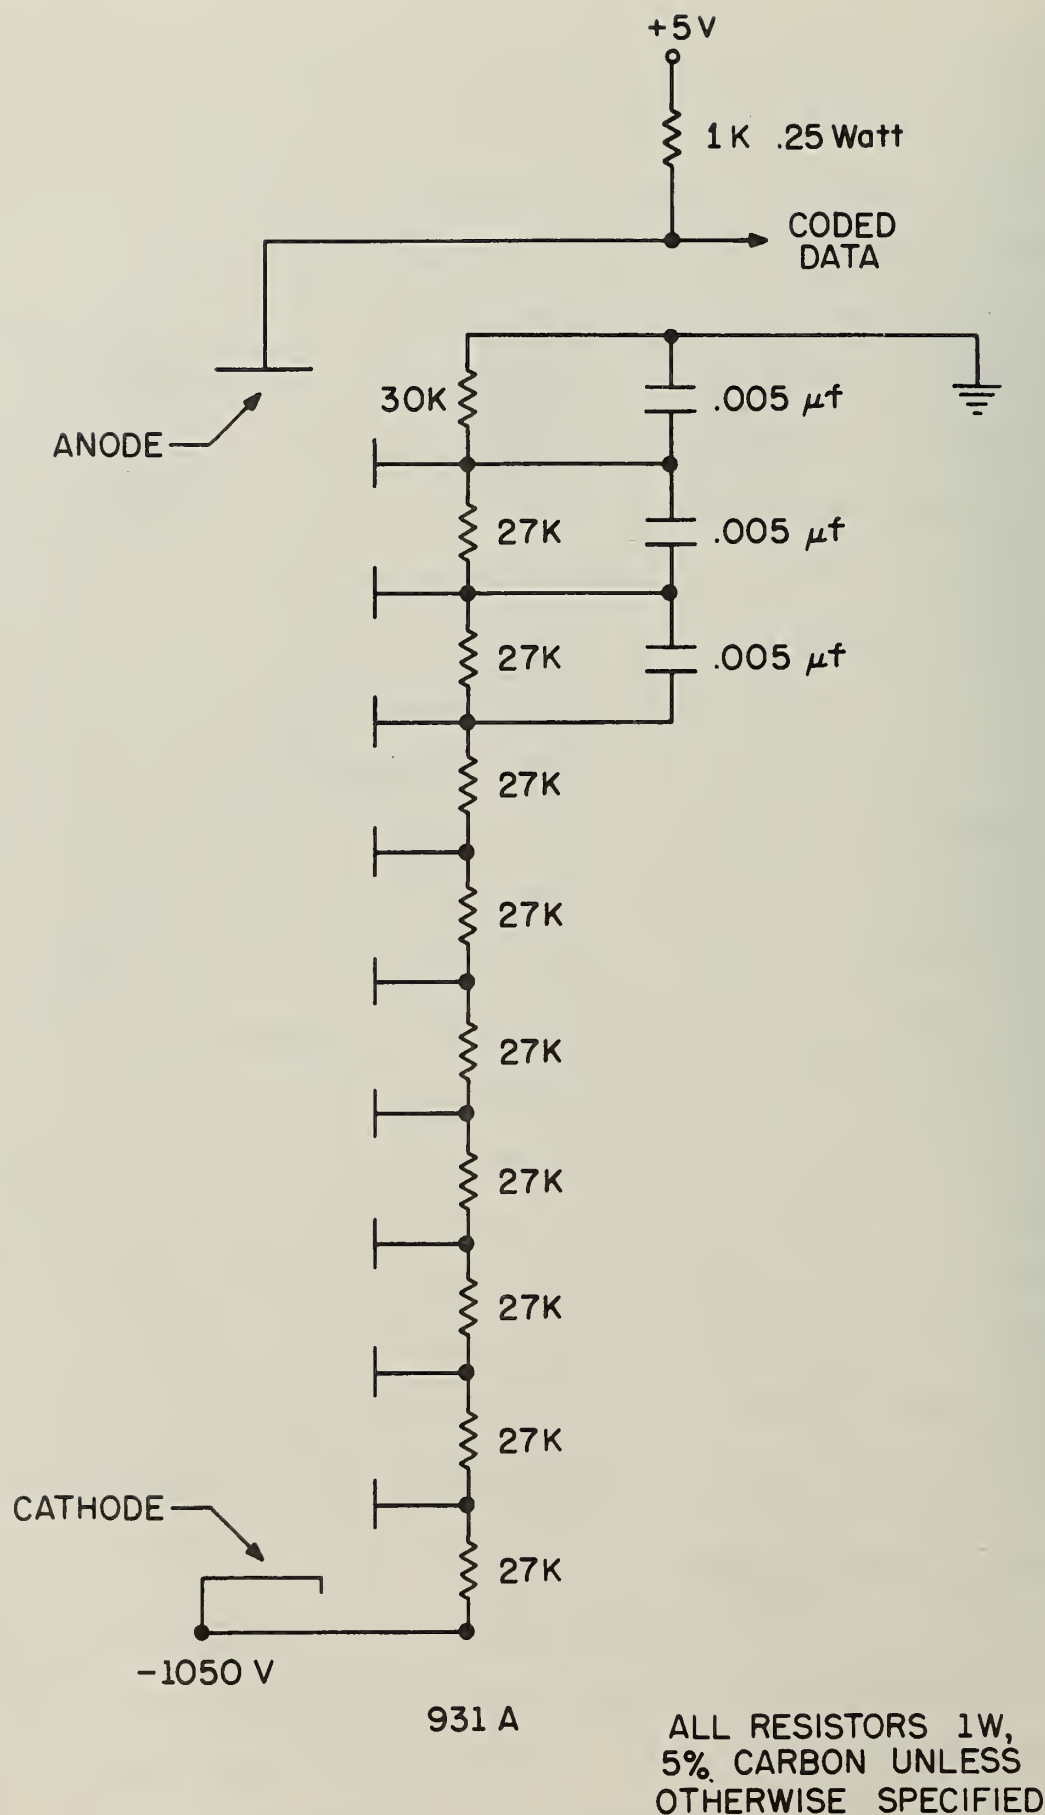 +5V
1K .25 Watt
CODED
DATA
30K
.005 μf
ANODE
27K
.005 μf
27K
.005 μf
27K
27K
27K
27K
27K
27K
CATHODE
27K
-1050 V
931 A
ALL RESISTORS 1W,
5% CARBON UNLESS
OTHERWISE SPECIFIED